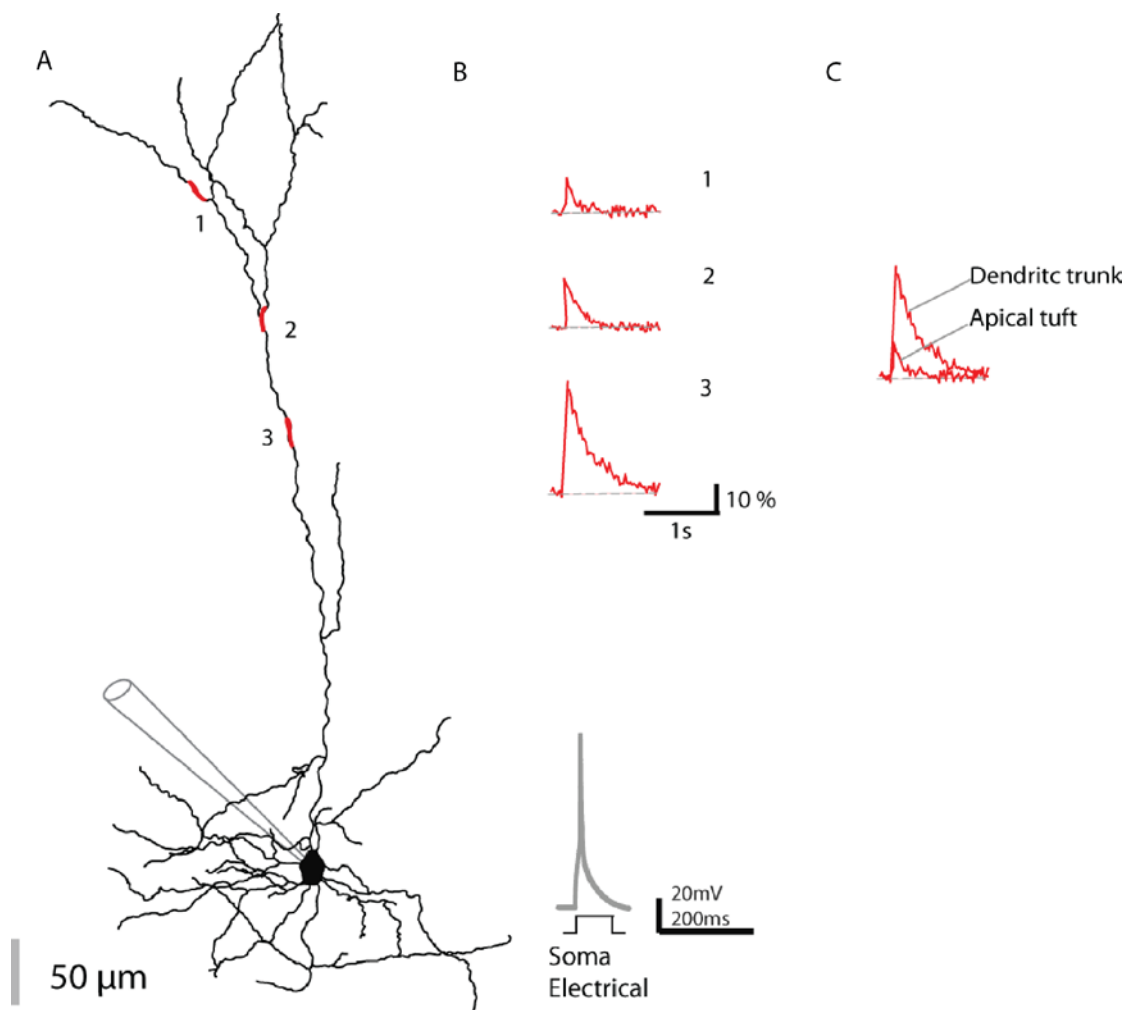 A
B
C
1
2
3
1
2
3
10 %
1s
Dendritc trunk
Apical tuft
50 µm
20mV
200ms
Soma
Electrical